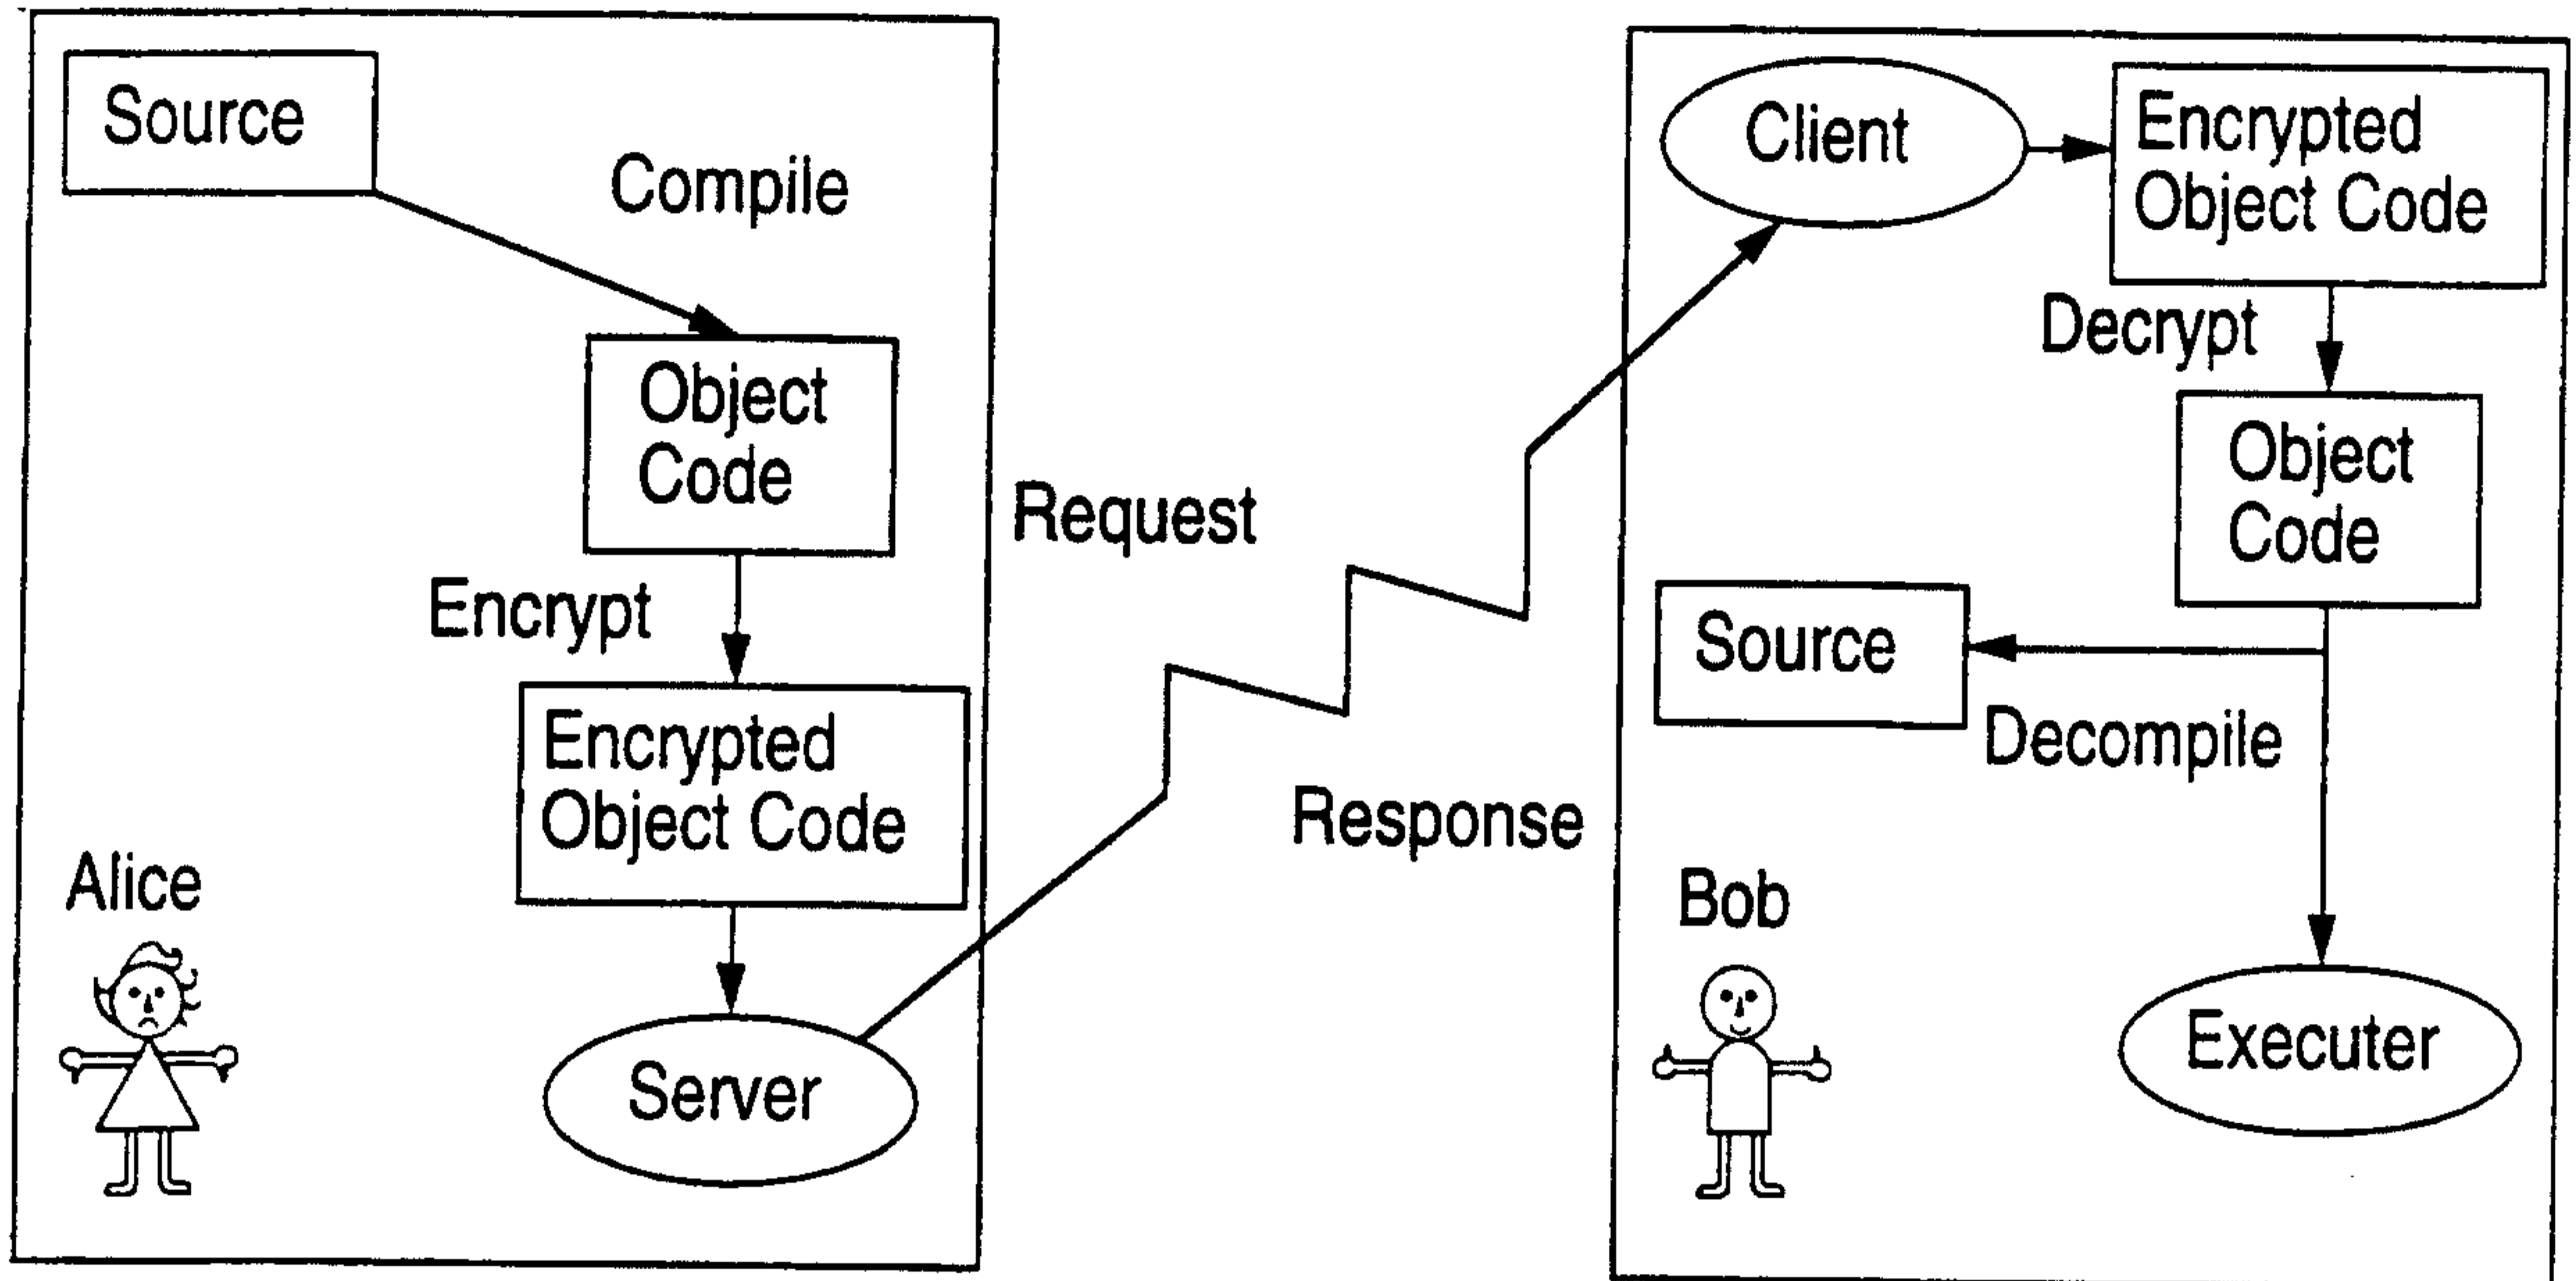 Source
Compile
Object
Code
Encrypt
Encrypted
Object Code
Server
Alice
Request
Response
Client
Encrypted
Object Code
Decrypt
Object
Code
Source
Decompile
Bob
Executer